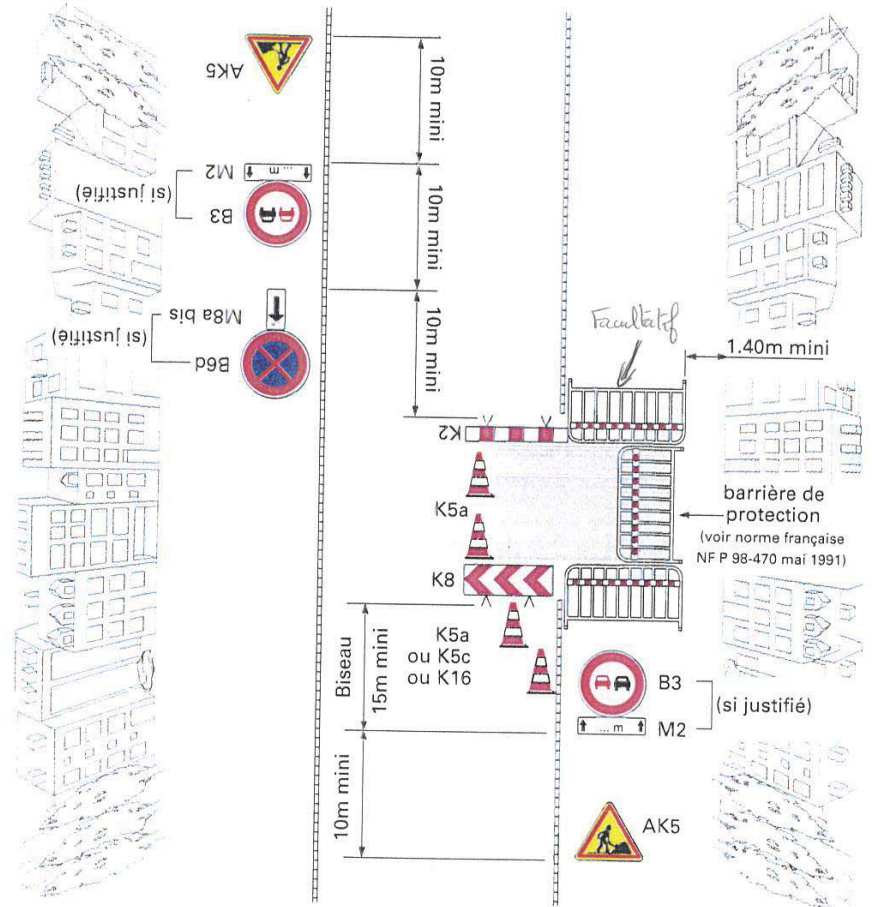 AK5
10m mini
M2
... m
(si justifié)
B3
10m mini
M8a bis
(si justifié)
B6d
10m mini
Facultatif
1.40m mini
K2
K5a
barrière de
protection
(voir norme française
NF P 98-470 mai 1991)
K8
Biseau
15m mini
K5a
ou K5c
ou K16
B3
(si justifié)
... m
M2
10m mini
AK5